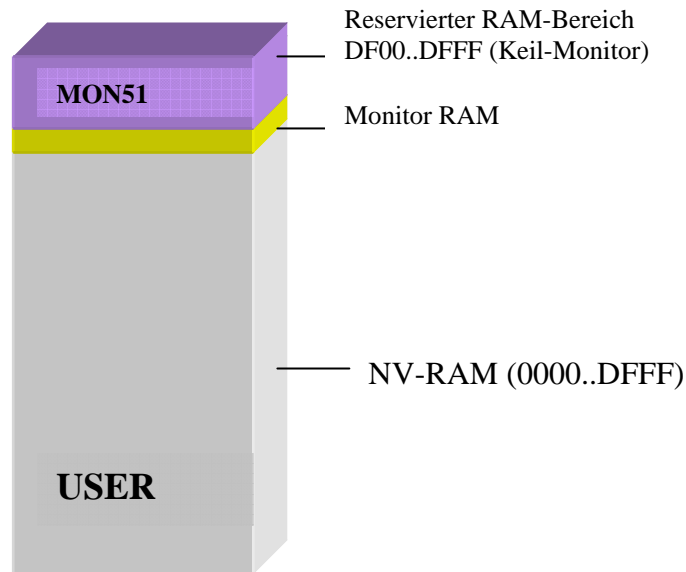 Reservierter RAM-Bereich
DF00..DFFF (Keil-Monitor)
MON51
Monitor RAM
NV-RAM (0000..DFFF)
USER